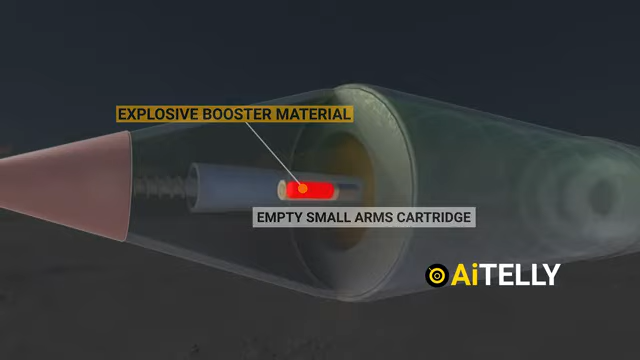 EXPLOSIVE BOOSTER MATERIAL
EMPTY SMALL ARMS CARTRIDGE
AiTELLY